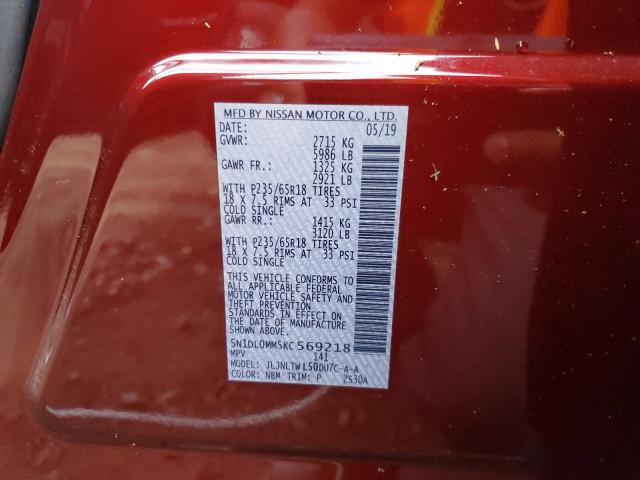 MFD BY NISSAN MOTOR CO., LTD.
DATE: 05/19
GVWR: 2715 KG
5986 LB
GAWR FR.: 1325 KG
2921 LB
WITH P235/65R18 TIRES
18 X 7.5 RIMS AT 33 PSI
COLD SINGLE
GAWR RR.: 1415 KG
3120 LB
WITH P235/65R18 TIRES
18 X 7.5 RIMS AT 33 PSI
COLD SINGLE
THIS VEHICLE CONFORMS TO
ALL APPLICABLE FEDERAL
MOTOR VEHICLE SAFETY AND
THEFT PREVENTION
STANDARDS IN EFFECT ON
THE DATE OF MANUFACTURE
5N1DL0MM5KC569218
MPV 141
MODEL: JLJNLTWL50DU7C-A-A
COLOR: NBM TRIM: P 2S30A